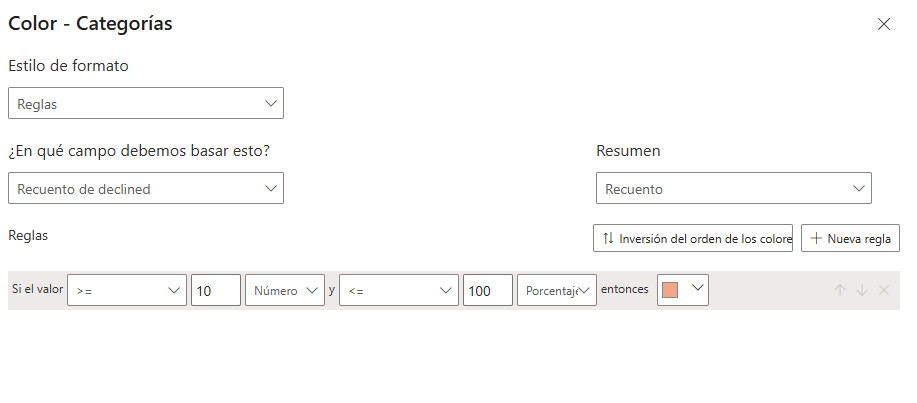 Color - Categorías
Estilo de formato
Reglas
¿En qué campo debemos basar esto?
Resumen
Recuento de declined
Recuento
Reglas
Inversión del orden de los colore
Nueva regla
Si el valor >= 10 Número y <= 100 Porcentaje entonces